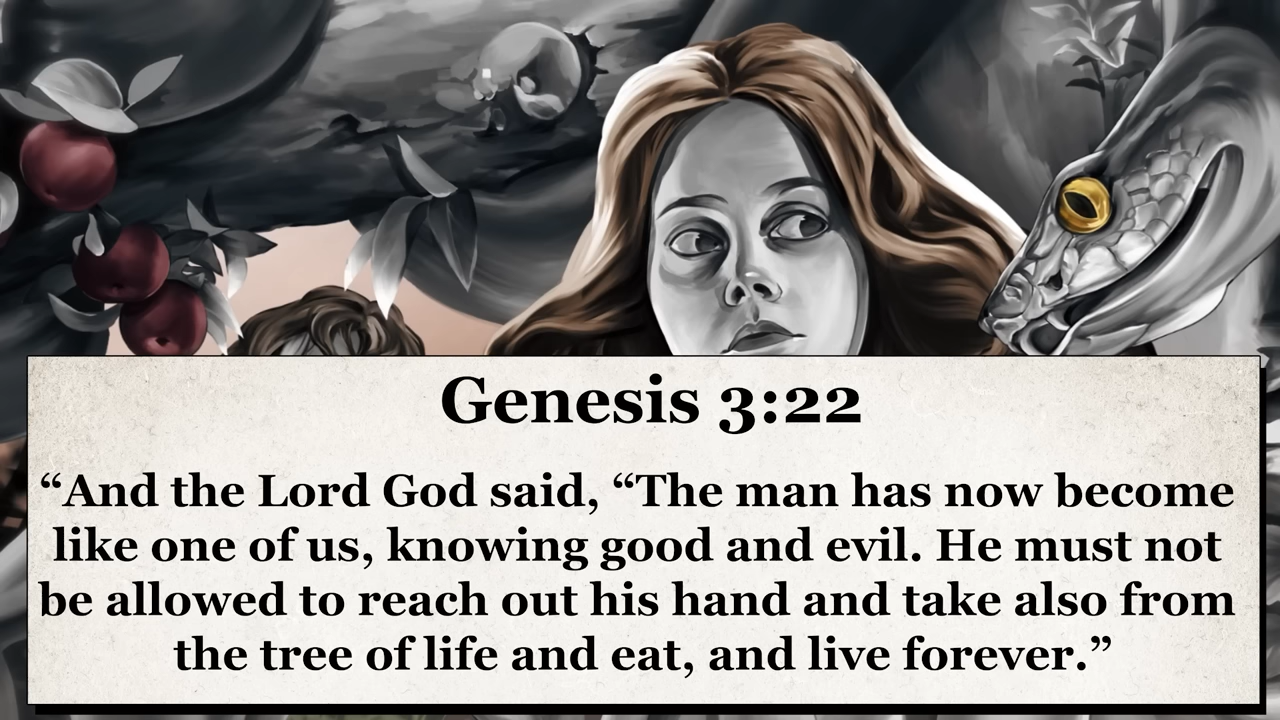 Genesis 3:22
“And the Lord God said, “The man has now become
like one of us, knowing good and evil. He must not
be allowed to reach out his hand and take also from
the tree of life and eat, and live forever.”